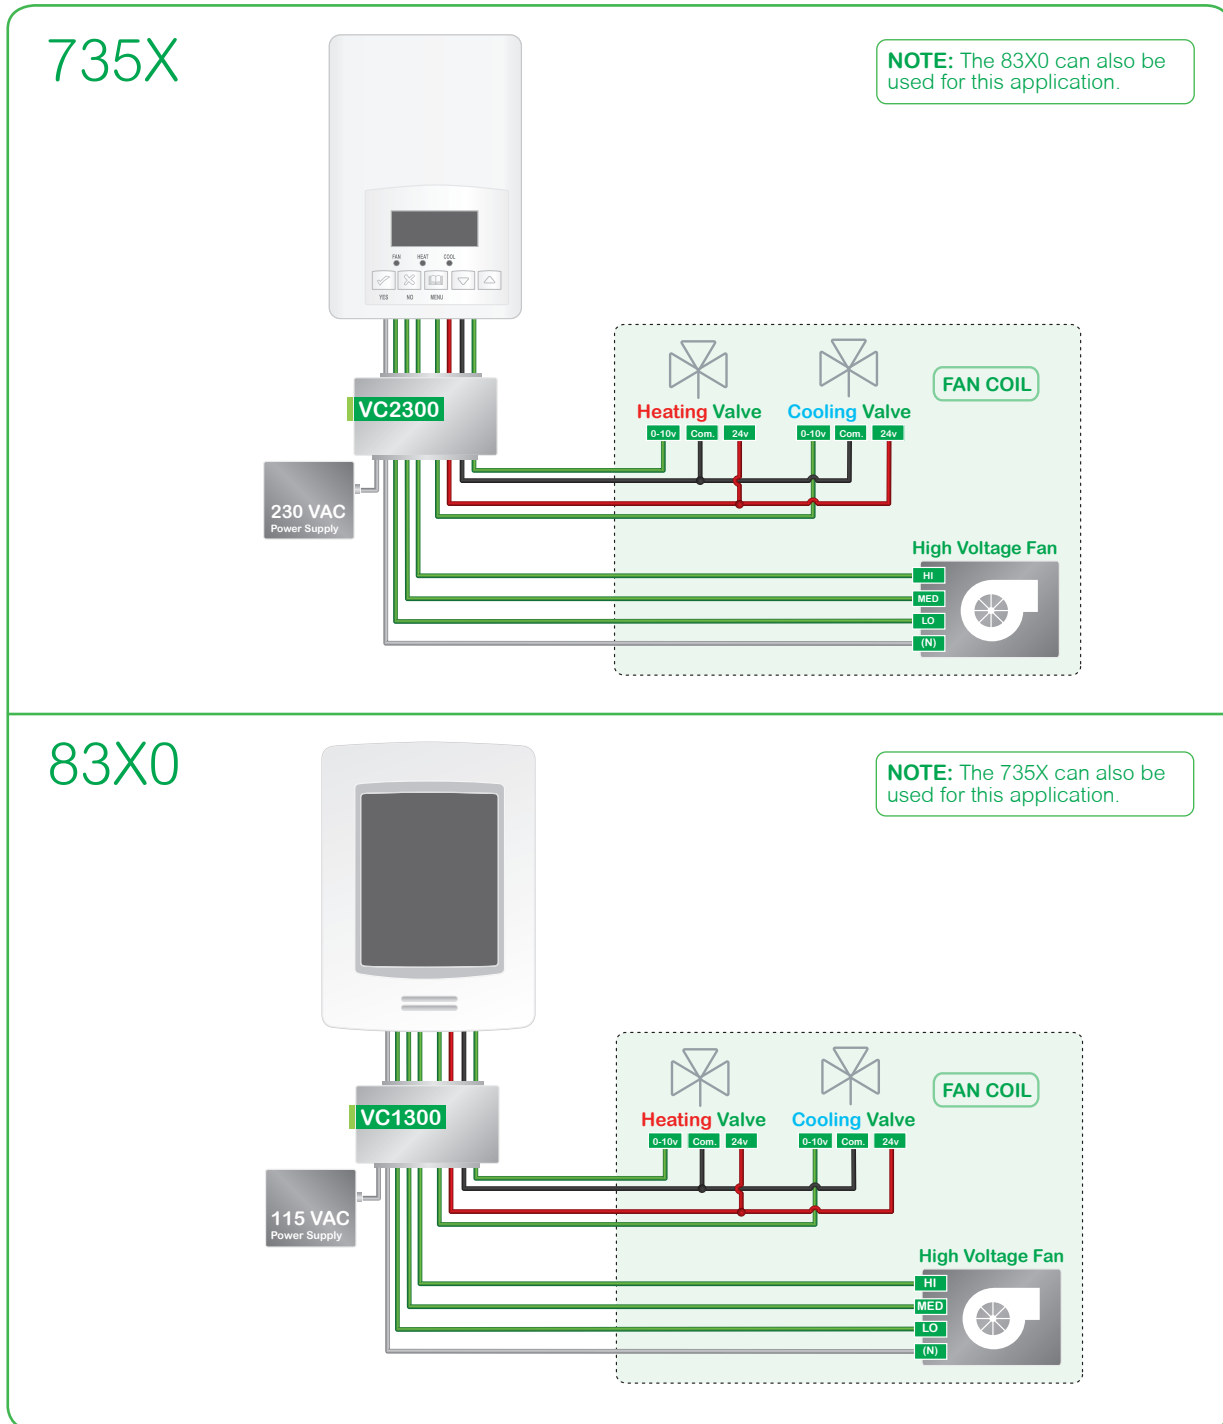 735X
NOTE: The 83X0 can also be
used for this application.
FAN HEAT COOL
YES NO MENU
VC2300
230 VAC
Power Supply
FAN COIL
Heating Valve
0-10v Com. 24v
Cooling Valve
0-10v Com. 24v
High Voltage Fan
HI
MED
LO
(N)
83X0
NOTE: The 735X can also be
used for this application.
VC1300
115 VAC
Power Supply
FAN COIL
Heating Valve
0-10v Com. 24v
Cooling Valve
0-10v Com. 24v
High Voltage Fan
HI
MED
LO
(N)